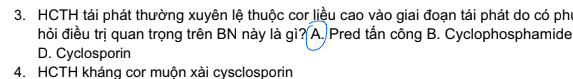 3. HCTH tái phát thường xuyên lệ thuộc cor liều cao vào giai đoạn tái phát do có
hỏi điều trị quan trọng trên BN này là gì? A. Pred tấn công B. Cyclophosphamide
D. Cyclosporin
4. HCTH kháng cor muộn xài cysclosporin